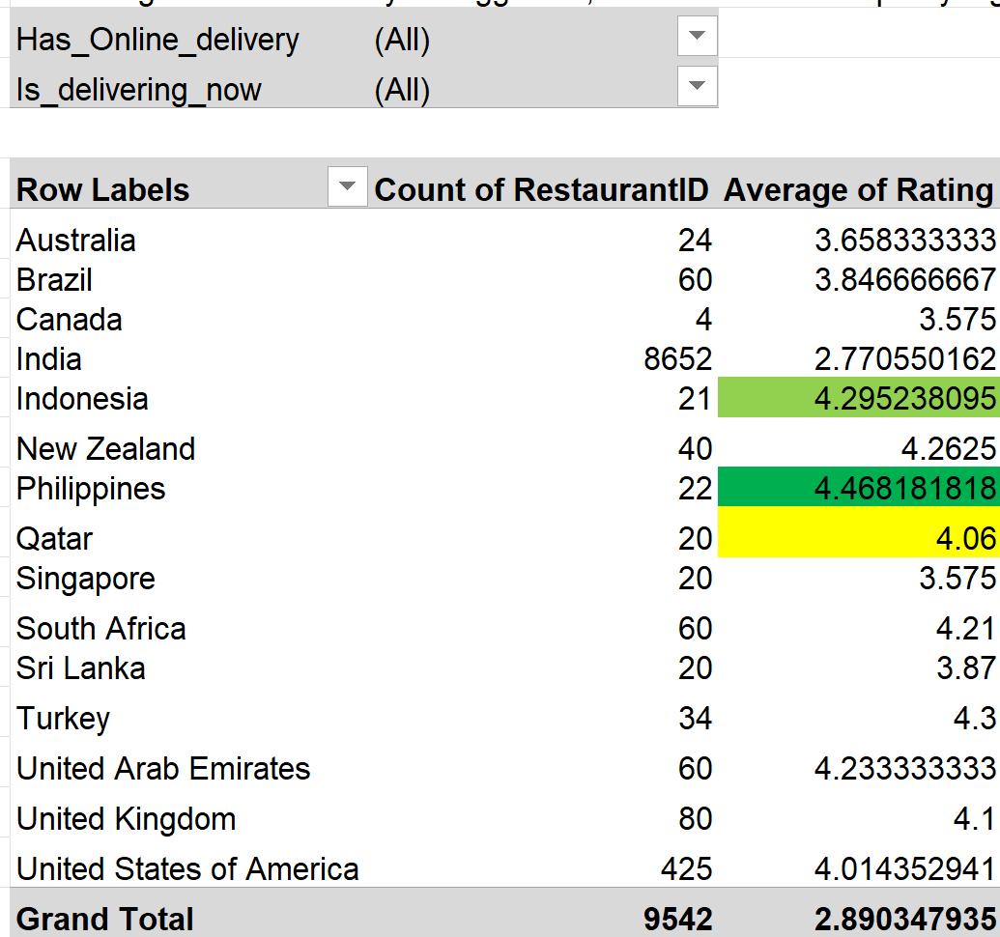 Has_Online_delivery (All)
Is_delivering_now (All)
Row Labels Count of RestaurantID Average of Rating
Australia 24 3.658333333
Brazil 60 3.846666667
Canada 4 3.575
India 8652 2.770550162
Indonesia 21 4.295238095
New Zealand 40 4.2625
Philippines 22 4.468181818
Qatar 20 4.06
Singapore 20 3.575
South Africa 60 4.21
Sri Lanka 20 3.87
Turkey 34 4.3
United Arab Emirates 60 4.233333333
United Kingdom 80 4.1
United States of America 425 4.014352941
Grand Total 9542 2.890347935